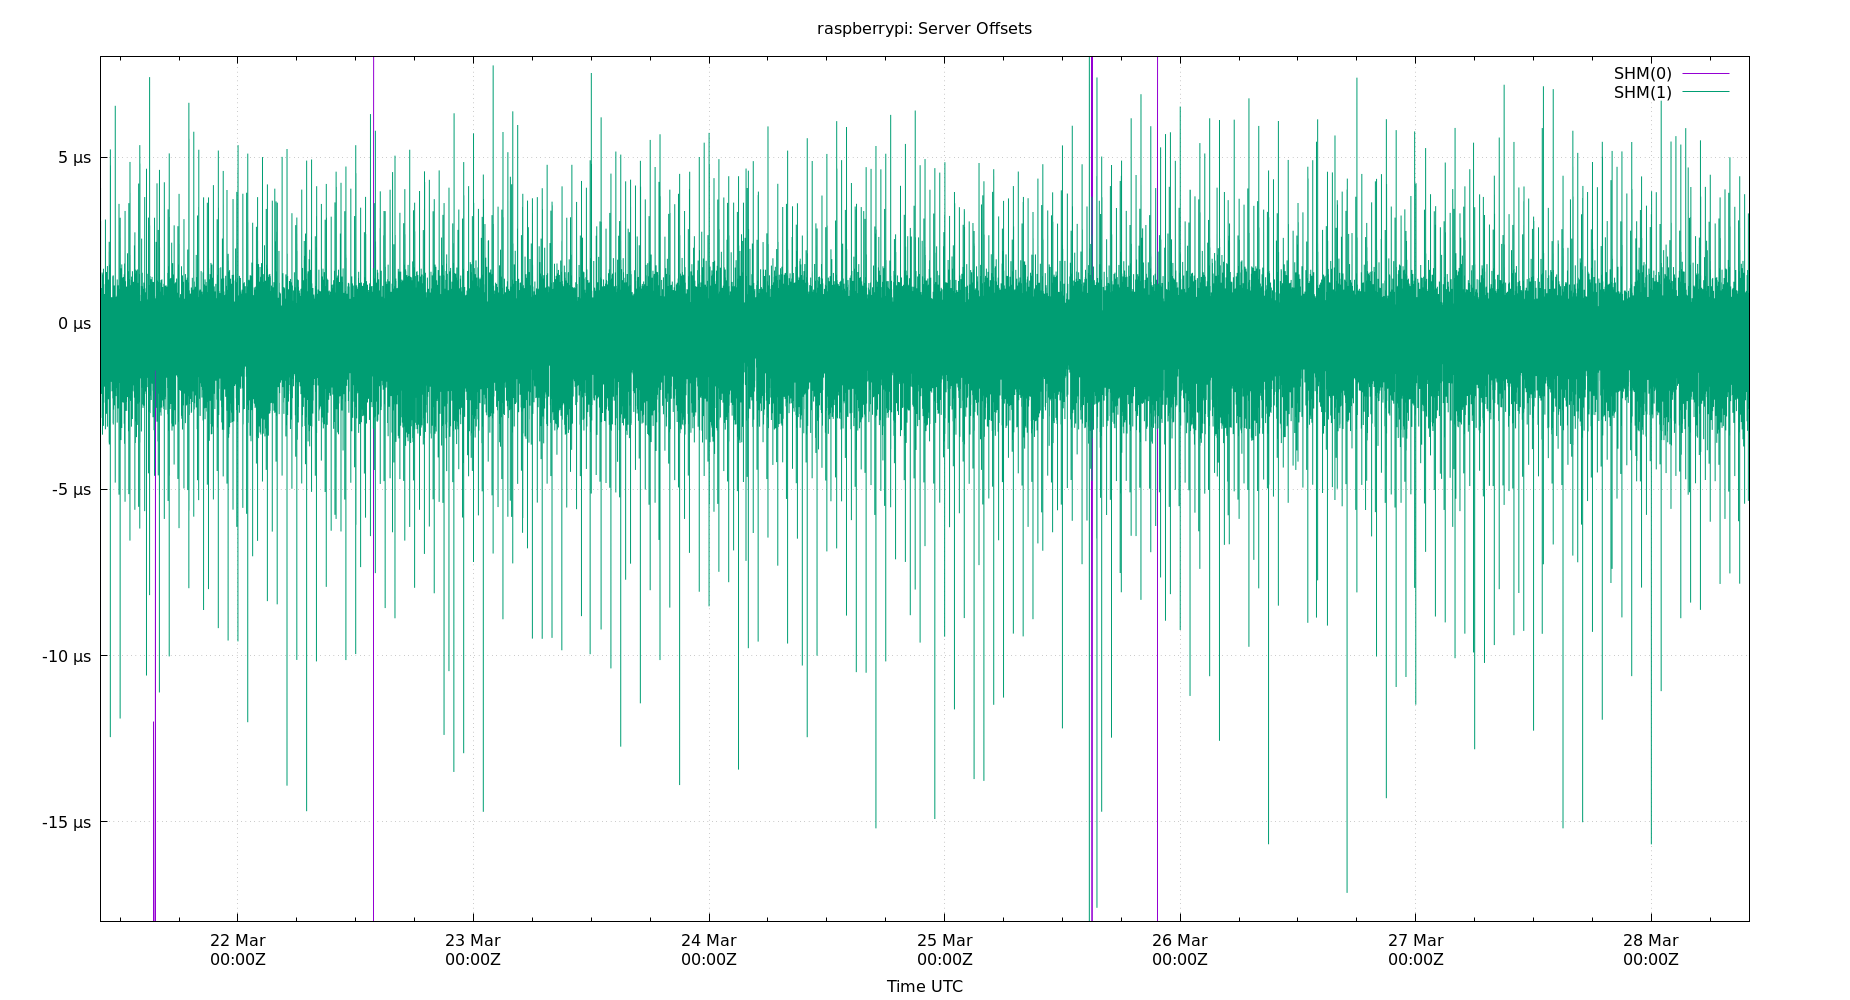 raspberrypi: Server Offsets
SHM(0)
SHM(1)
5 µs
0 µs
-5 µs
-10 µs
-15 µs
22 Mar
00:00Z
23 Mar
00:00Z
24 Mar
00:00Z
25 Mar
00:00Z
26 Mar
00:00Z
27 Mar
00:00Z
28 Mar
00:00Z
Time UTC